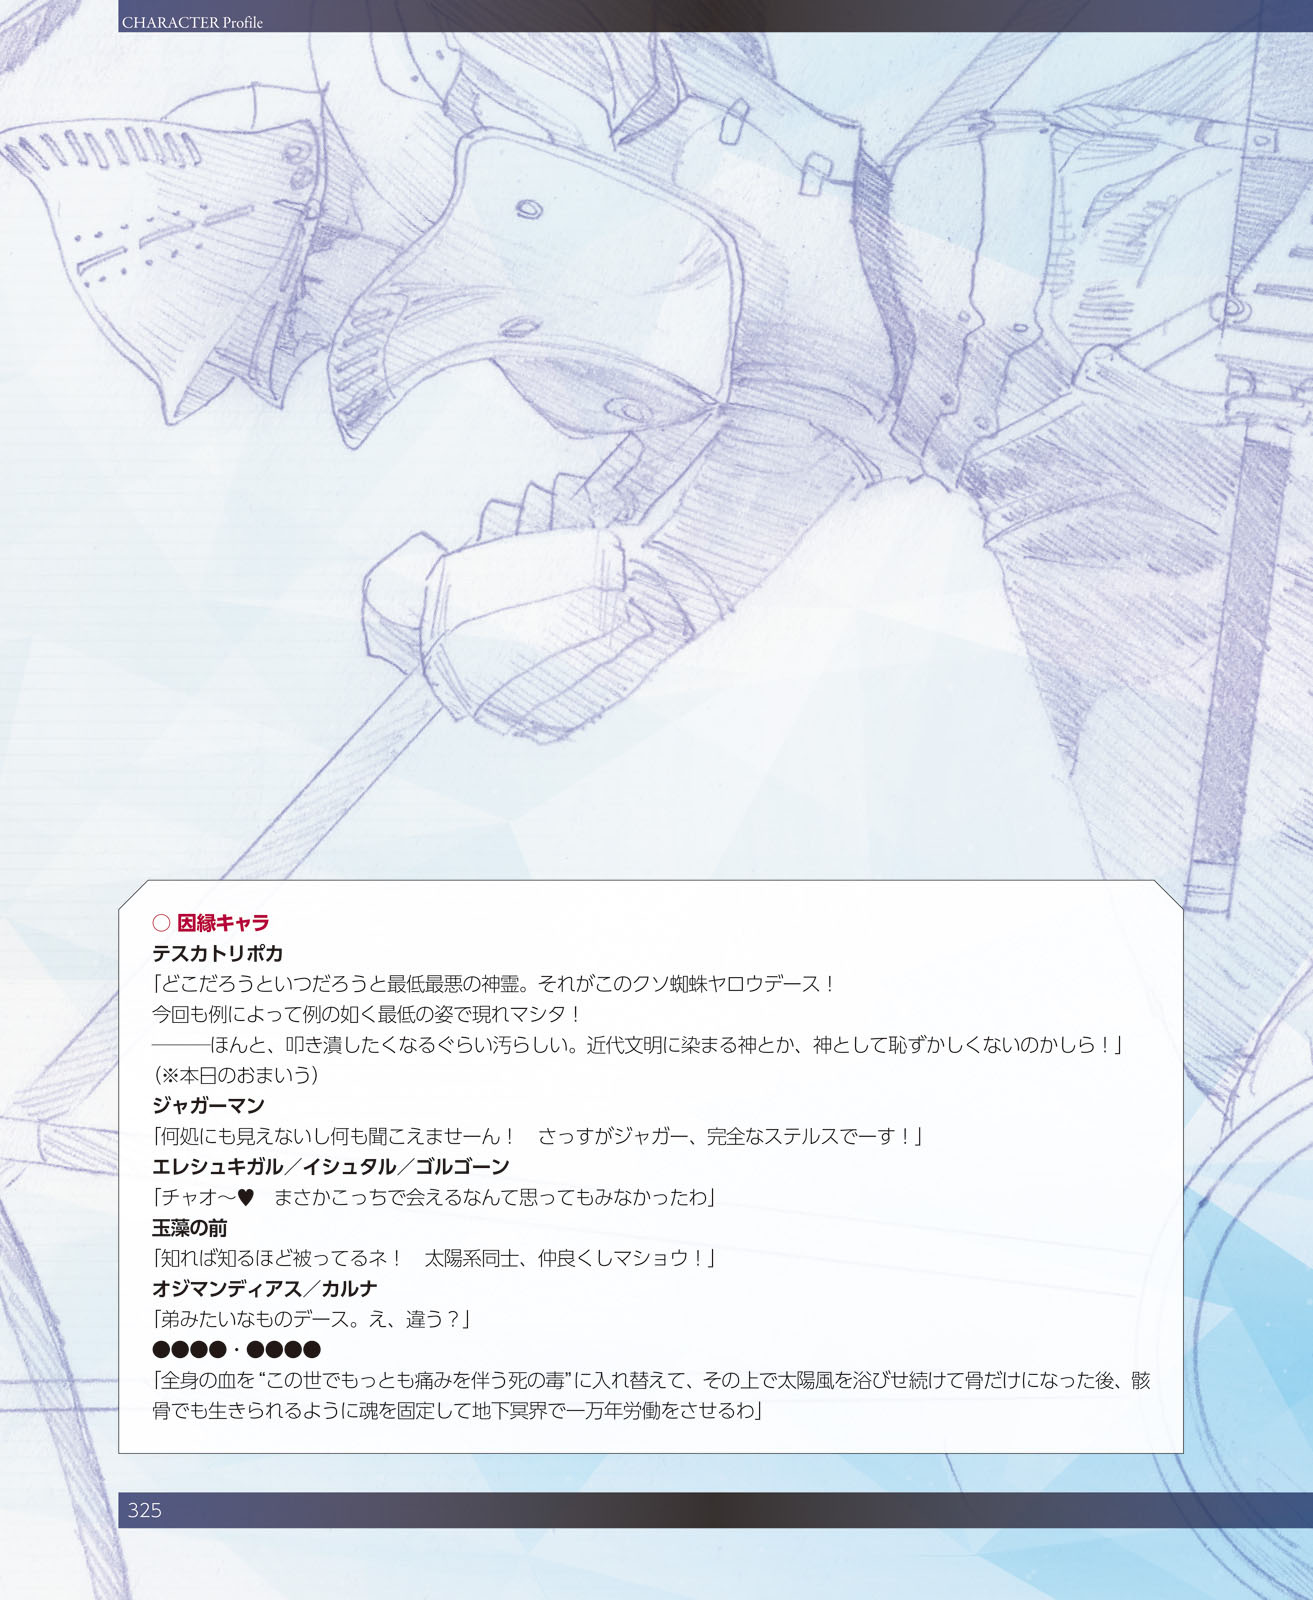 CHARACTER Profile
○ 因縁キャラ
テスカトリポカ
「どこだろうといつだろうと最低最悪の神霊。それがこのクソ蜘蛛ヤロウデース！
今回も例によって例の如く最低の姿で現れマシタ！
───ほんと、叩き潰したくなるぐらい汚らしい。近代文明に染まる神とか、神として恥ずかしくないのかしら！」
（※本日のおまいう）
ジャガーマン
「何処にも見えないし何も聞こえませーん！　さっすがジャガー、完全なステルスでーす！」
エレシュキガル／イシュタル／ゴルゴーン
「チャオ～♥　まさかこっちで会えるなんて思ってもみなかったわ」
玉藻の前
「知れば知るほど被ってるネ！　太陽系同士、仲良くしマショウ！」
オジマンディアス／カルナ
「弟みたいなものデース。え、違う？」
●●●●・●●●●
「全身の血を“この世でもっとも痛みを伴う死の毒”に入れ替えて、その上で太陽風を浴びせ続けて骨だけになった後、骸
骨でも生きられるように魂を固定して地下冥界で一万年労働をさせるわ」
325